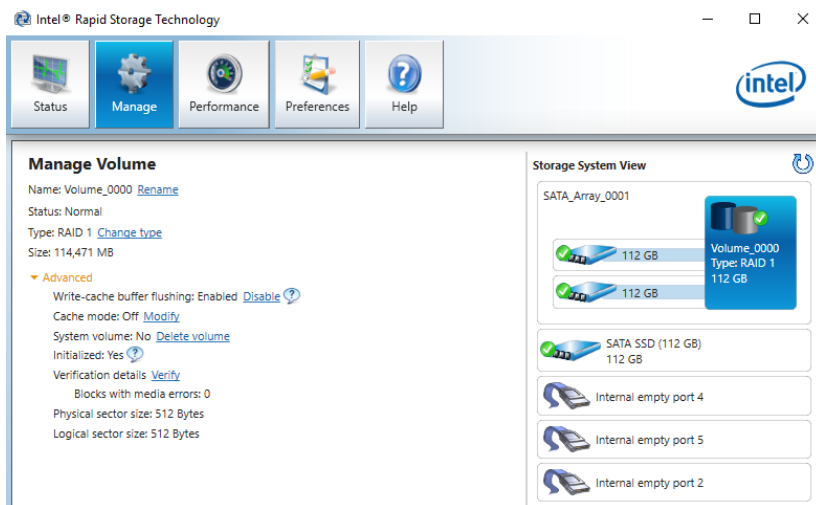 Intel® Rapid Storage Technology
Status
Manage
Performance
Preferences
Help
intel
Manage Volume
Name: Volume_0000 Rename
Status: Normal
Type: RAID 1 Change type
Size: 114,471 MB
Advanced
Write-cache buffer flushing: Enabled Disable ?
Cache mode: Off Modify
System volume: No Delete volume
Initialized: Yes ?
Verification details Verify
Blocks with media errors: 0
Physical sector size: 512 Bytes
Logical sector size: 512 Bytes
Storage System View
SATA_Array_0001
112 GB
112 GB
Volume_0000
Type: RAID 1
112 GB
SATA SSD (112 GB)
112 GB
Internal empty port 4
Internal empty port 5
Internal empty port 2